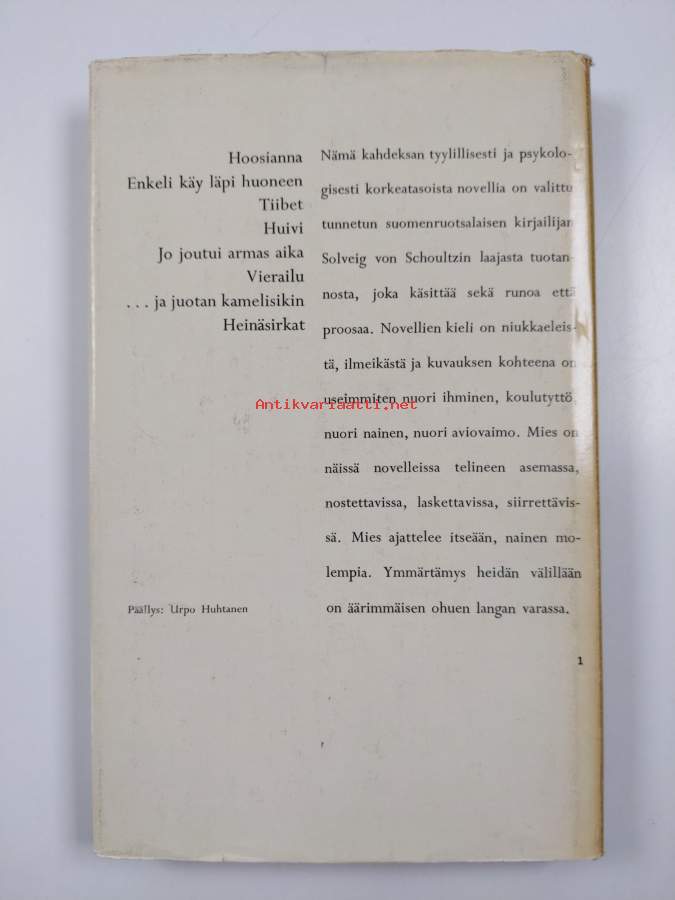 Hoosianna
Enkeli käy läpi huoneen
Tiibet
Huivi
Jo joutui armas aika
Vierailu
... ja juotan kamelisikin
Heinäsirkat
Nämä kahdeksan tyylillisesti ja psykolo-
gisesti korkeatasoista novellia on valittu
tunnetun suomenruotsalaisen kirjailijan
Solveig von Schoultzin laajasta tuotan-
nosta, joka käsittää sekä runoa että
proosaa. Novellien kieli on niukkaeleis-
tä, ilmeikästä ja kuvauksen kohteena on
useimmiten nuori ihminen, koulutyttö,
nuori nainen, nuori aviovaimo. Mies on
näissä novelleissa telineen asemassa,
nostettavissa, laskettavissa, siirrettävis-
sä. Mies ajattelee itseään, nainen mo-
lempia. Ymmärtämys heidän välillään
on äärimmäisen ohuen langan varassa.
Päällys: Urpo Huhtanen
1
Antikvariaatti.net